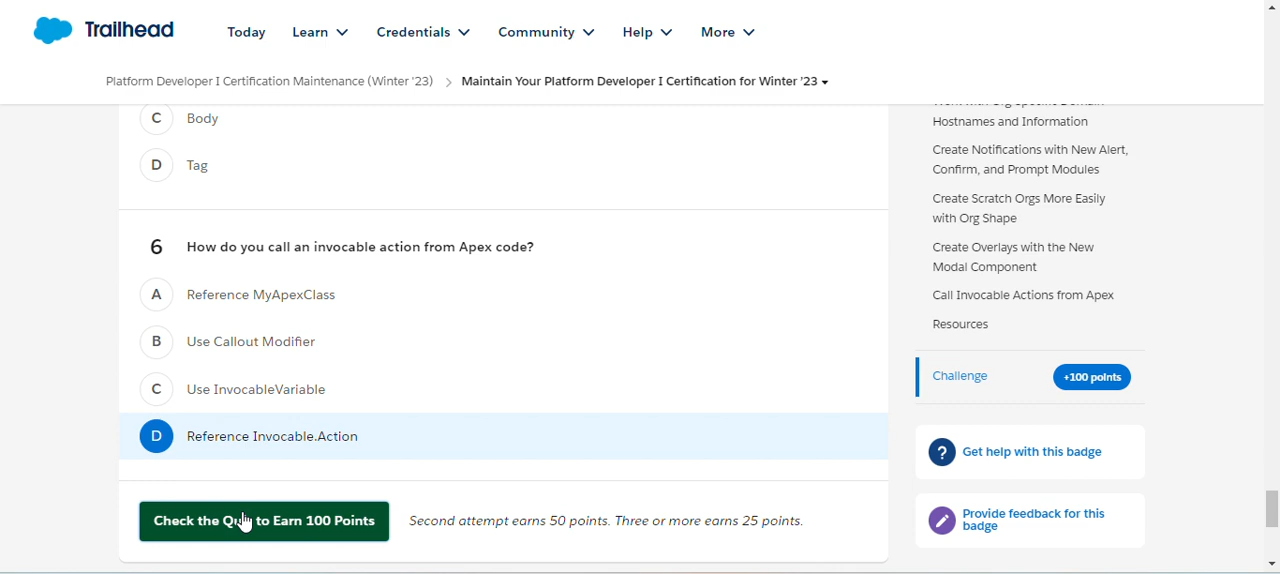 Trailhead
Today Learn Credentials Community Help More
Platform Developer I Certification Maintenance (Winter '23) > Maintain Your Platform Developer I Certification for Winter '23
C Body
D Tag
6 How do you call an invocable action from Apex code?
A Reference MyApexClass
B Use Callout Modifier
C Use InvocableVariable
D Reference Invocable.Action
Check the Quiz to Earn 100 Points
Second attempt earns 50 points. Three or more earns 25 points.
Hostnames and Information
Create Notifications with New Alert,
Confirm, and Prompt Modules
Create Scratch Orgs More Easily
with Org Shape
Create Overlays with the New
Modal Component
Call Invocable Actions from Apex
Resources
Challenge +100 points
? Get help with this badge
Provide feedback for this
badge